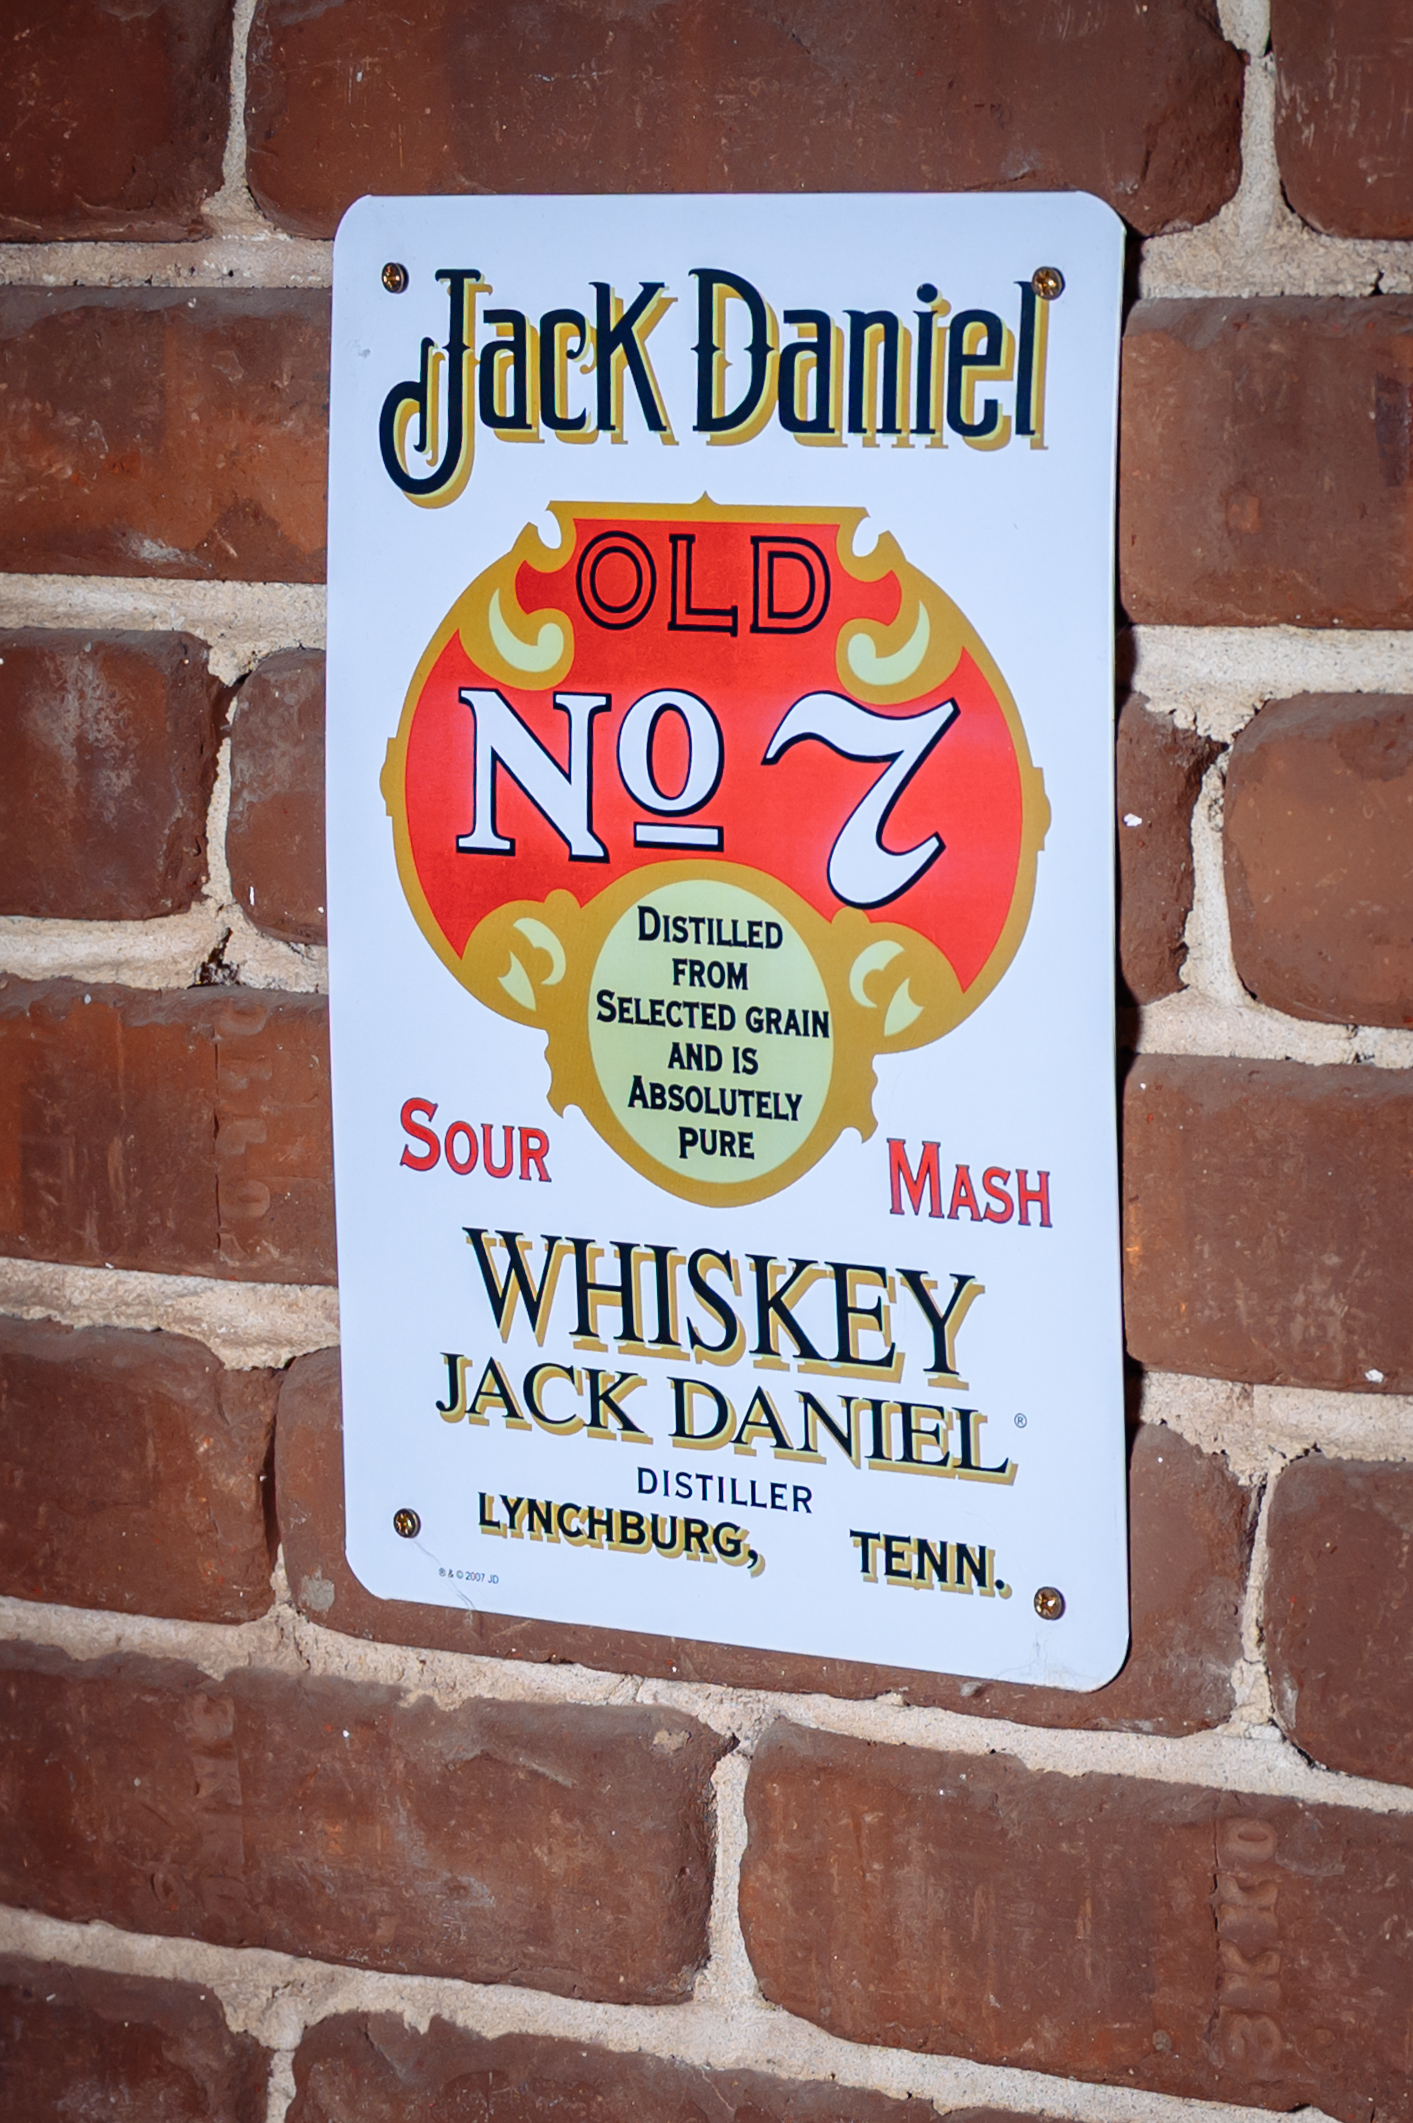 Jack Daniel
OLD
No 7
DISTILLED
FROM
SELECTED GRAIN
AND IS
ABSOLUTELY
PURE
SOUR MASH
WHISKEY
JACK DANIEL ®
DISTILLER
LYNCHBURG, TENN.
® & © 2007 JD